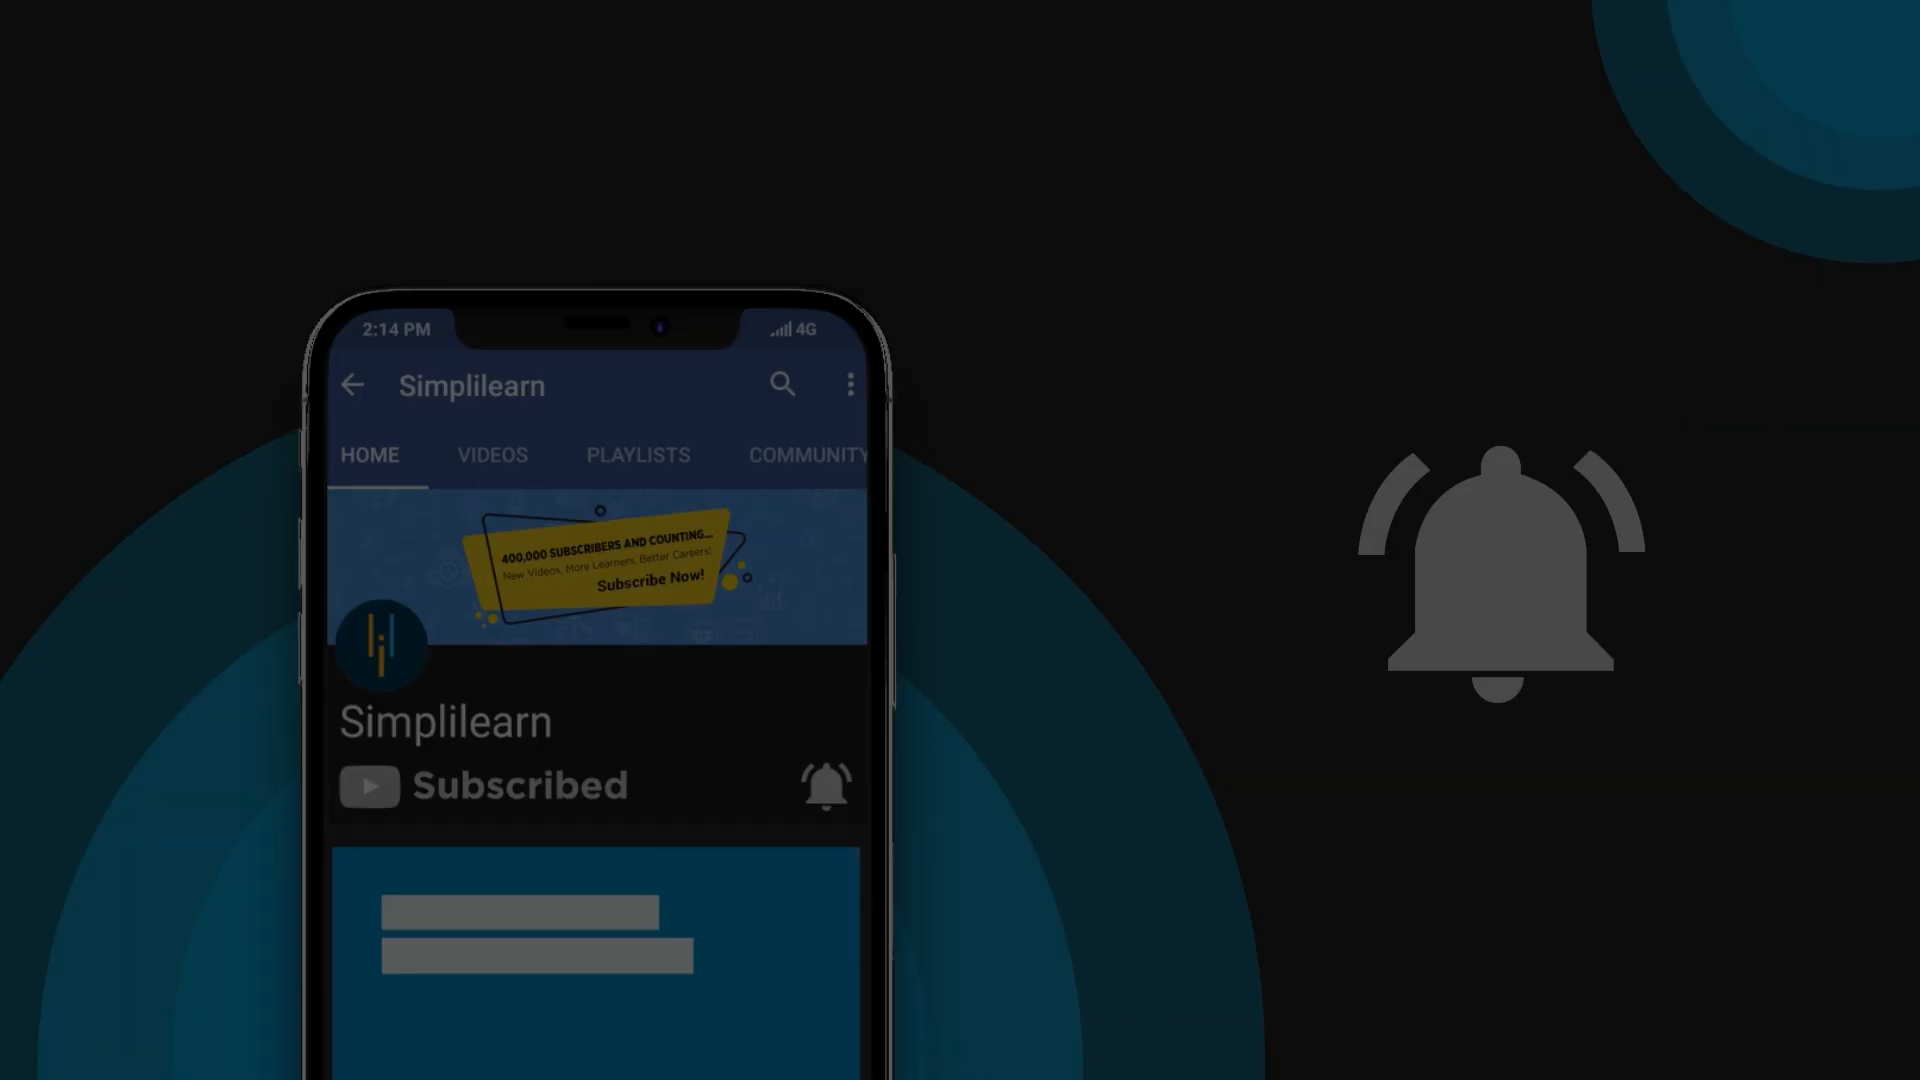 2:14 PM 4G
Simplilearn
HOME VIDEOS PLAYLISTS COMMUNITY
400,000 SUBSCRIBERS AND COUNTING...
New Videos. More Learners. Better Careers!
Subscribe Now!
Simplilearn
Subscribed